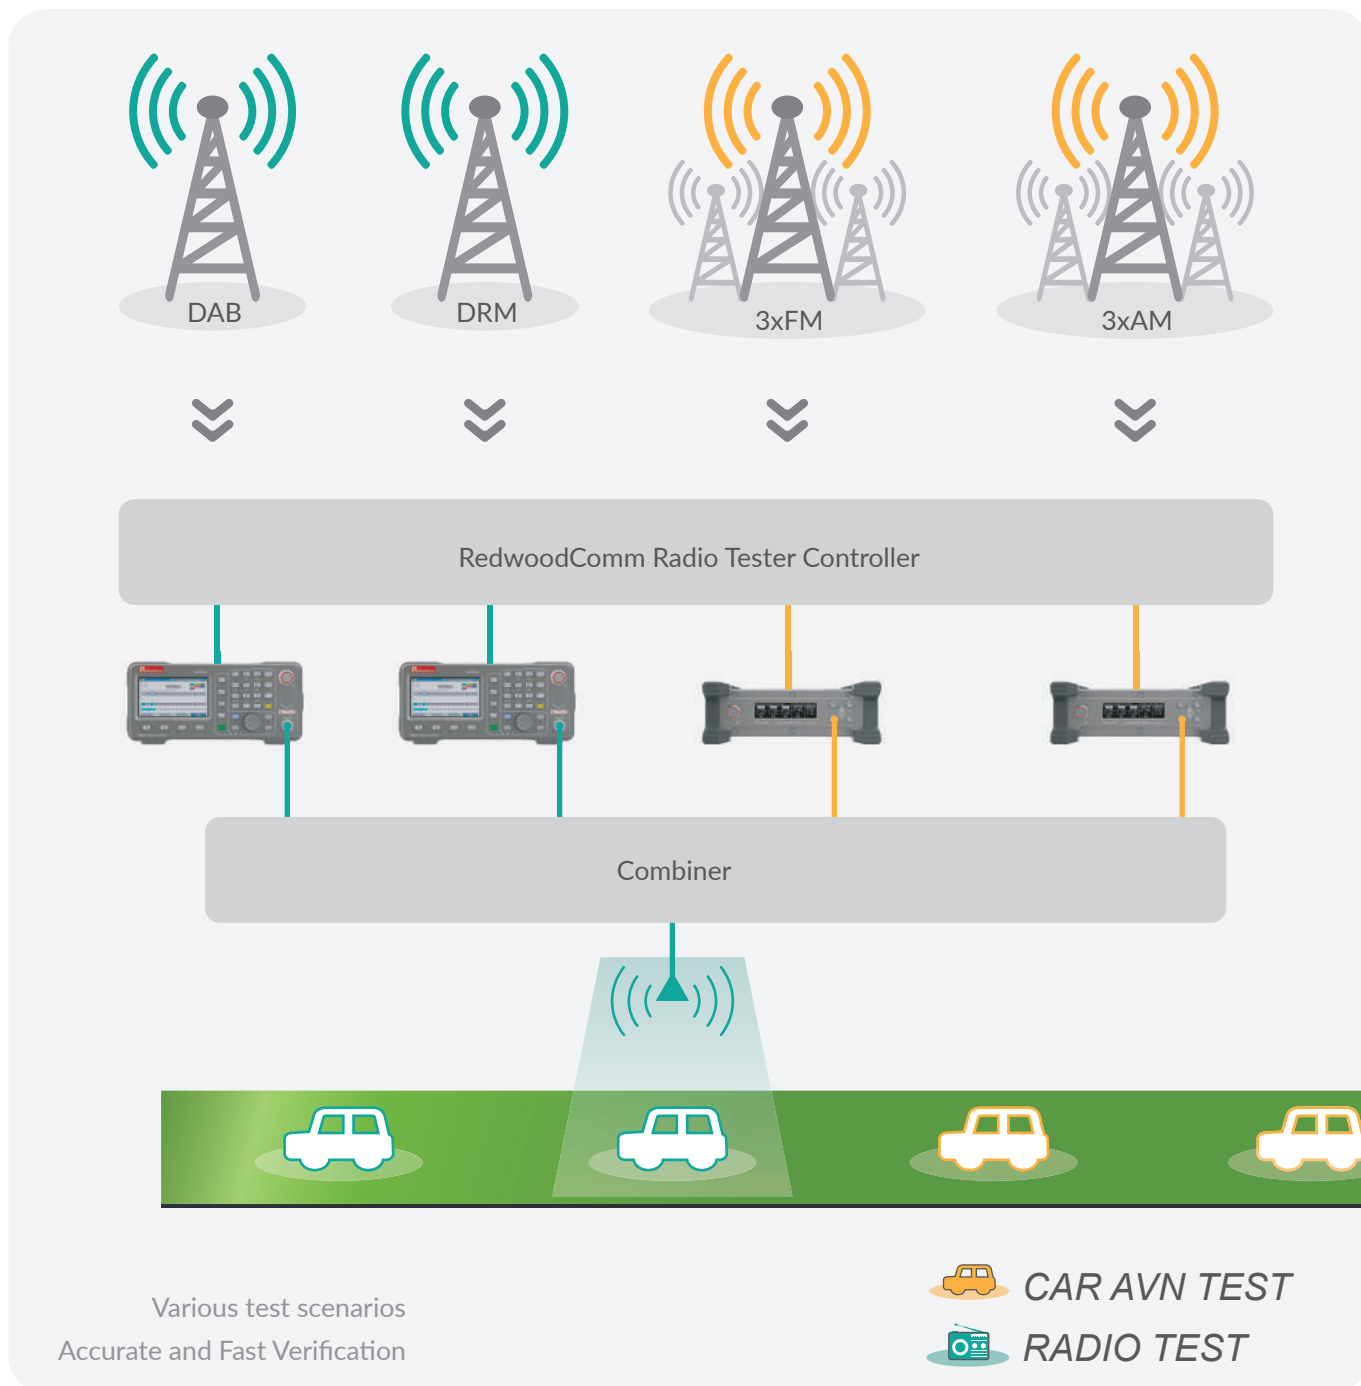 DAB
DRM
3xFM
3xAM
RedwoodComm Radio Tester Controller
Combiner
Various test scenarios
Accurate and Fast Verification
CAR AVN TEST
RADIO TEST